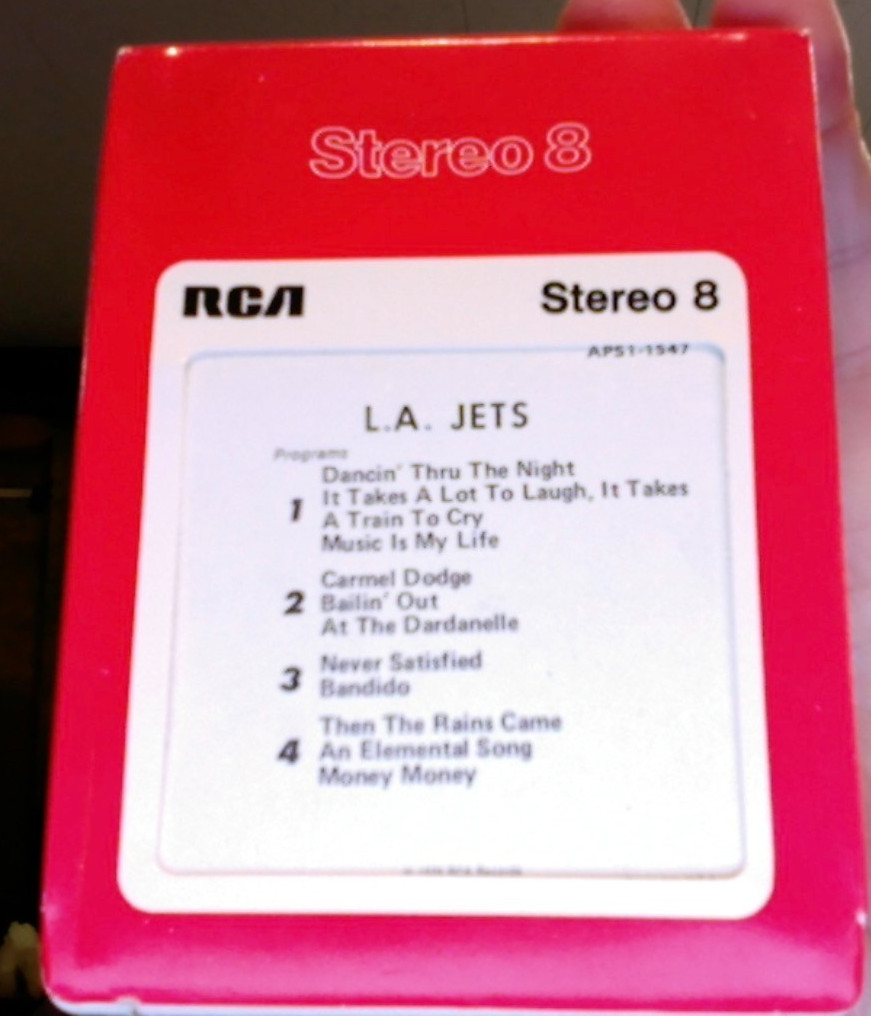 Stereo 8
RCA Stereo 8
APS1-1547
L.A. JETS
Programs
1 Dancin' Thru The Night
It Takes A Lot To Laugh, It Takes
A Train To Cry
Music Is My Life
2 Carmel Dodge
Bailin' Out
At The Dardanelle
3 Never Satisfied
Bandido
4 Then The Rains Came
An Elemental Song
Money Money